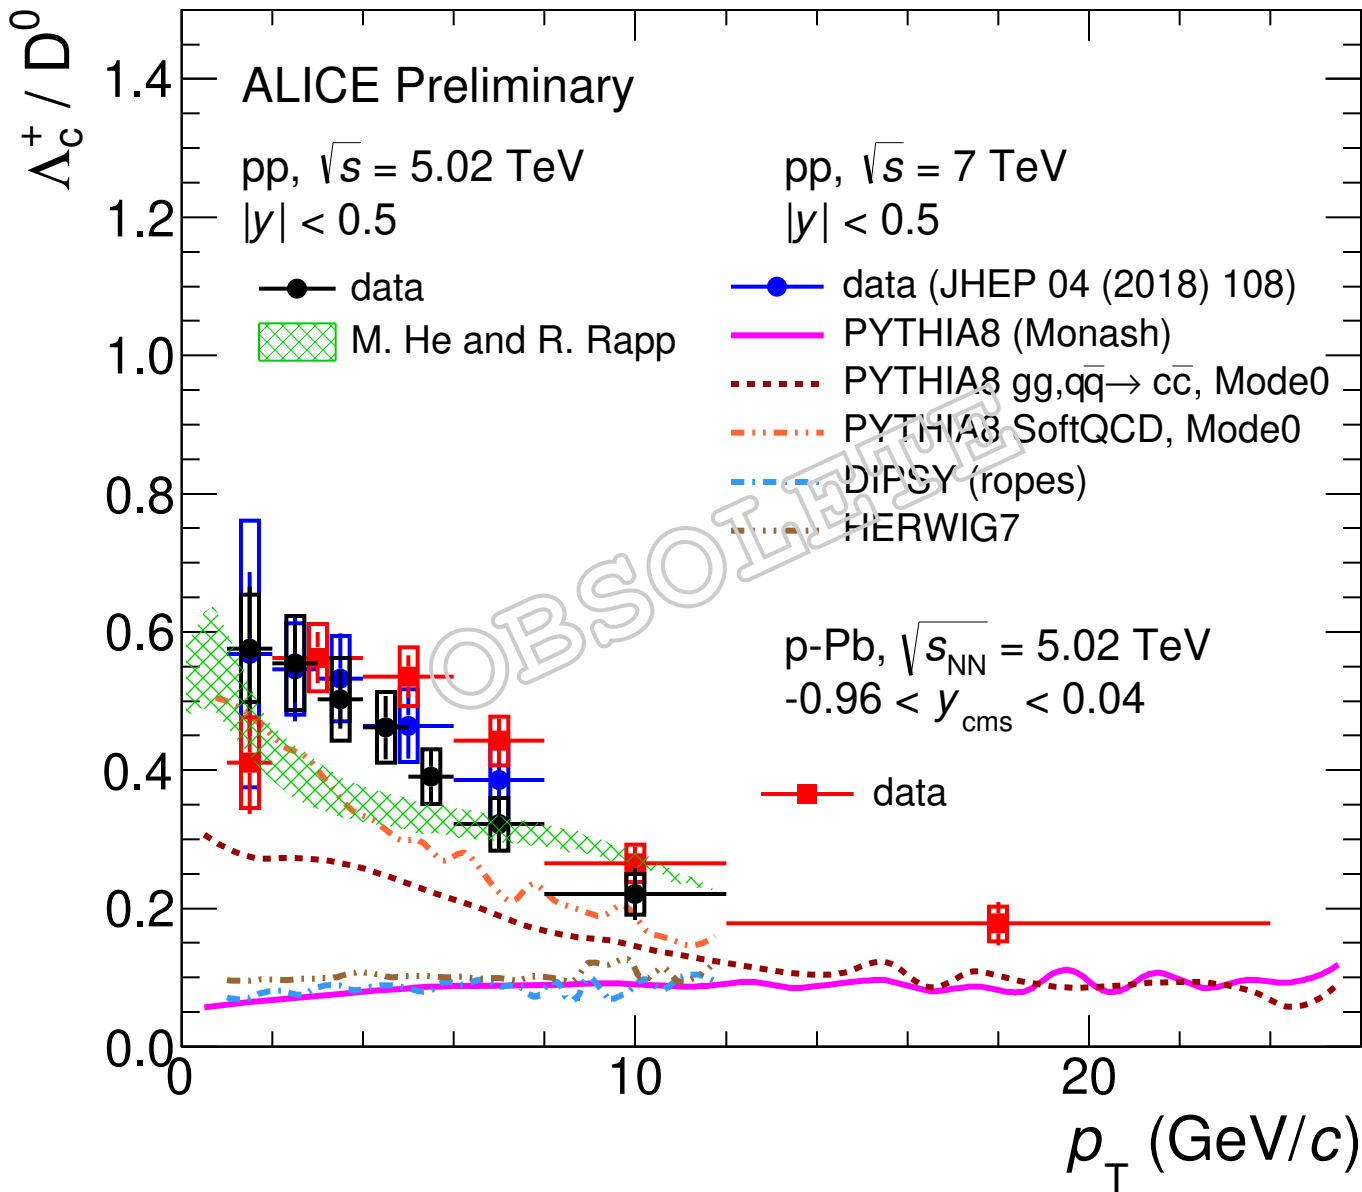 Λc+ / D0
1.4
1.2
1.0
0.8
0.6
0.4
0.2
0.0
ALICE Preliminary
pp, √s = 5.02 TeV
|y| < 0.5
data
M. He and R. Rapp
pp, √s = 7 TeV
|y| < 0.5
data (JHEP 04 (2018) 108)
PYTHIA8 (Monash)
PYTHIA8 gg,qq̅→ cc̅, Mode0
PYTHIA8 SoftQCD, Mode0
DIPSY (ropes)
HERWIG7
OBSOLETE
p-Pb, √sNN = 5.02 TeV
-0.96 < ycms < 0.04
data
0 10 20
pT (GeV/c)